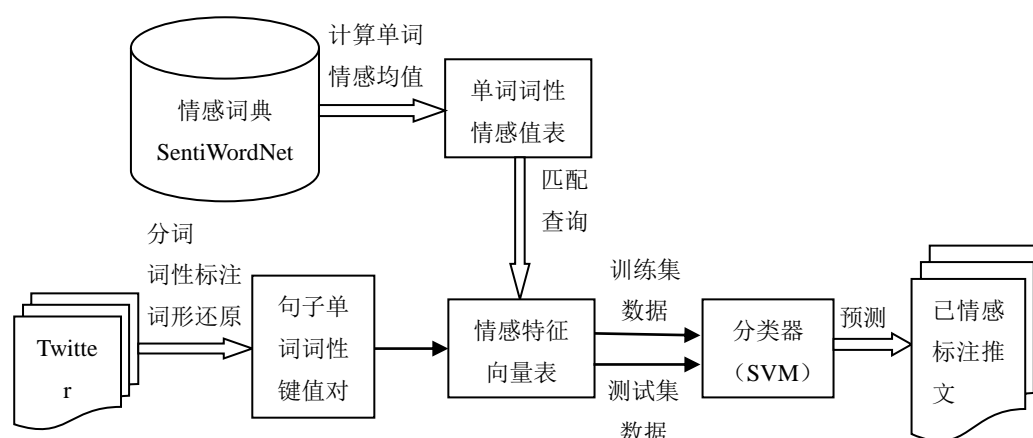 计算单词
情感均值
情感词典
SentiWordNet
单词词性
情感值表
匹配
查询
分词
词性标注
词形还原
Twitte
r
句子单
词词性
键值对
情感特征
向量表
训练集
数据
测试集
数据
分类器
（SVM）
预测
已情感
标注推
文